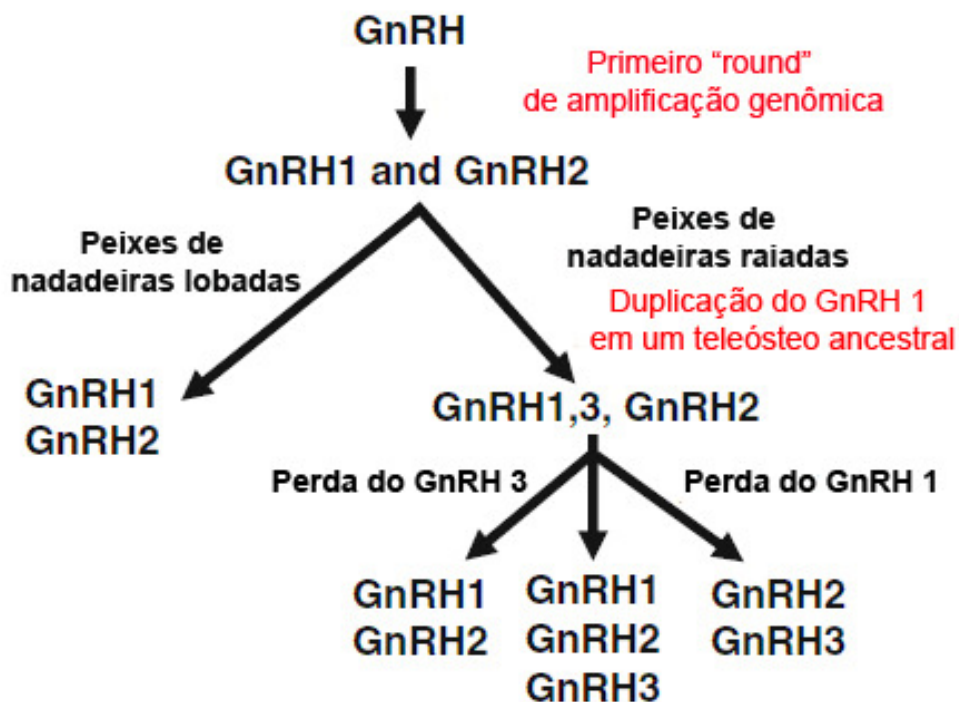 GnRH
Primeiro “round”
de amplificação genômica
GnRH1 and GnRH2
Peixes de
nadadeiras lobadas
Peixes de
nadadeiras raiadas
Duplicação do GnRH 1
em um teleósteo ancestral
GnRH1
GnRH2
GnRH1,3, GnRH2
Perda do GnRH 3
Perda do GnRH 1
GnRH1
GnRH2
GnRH1
GnRH2
GnRH3
GnRH2
GnRH3